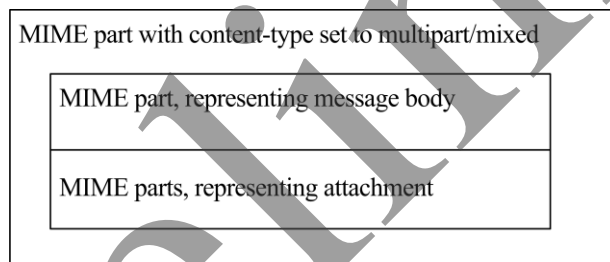 MIME part with content-type set to multipart/mixed
MIME part, representing message body
MIME parts, representing attachment